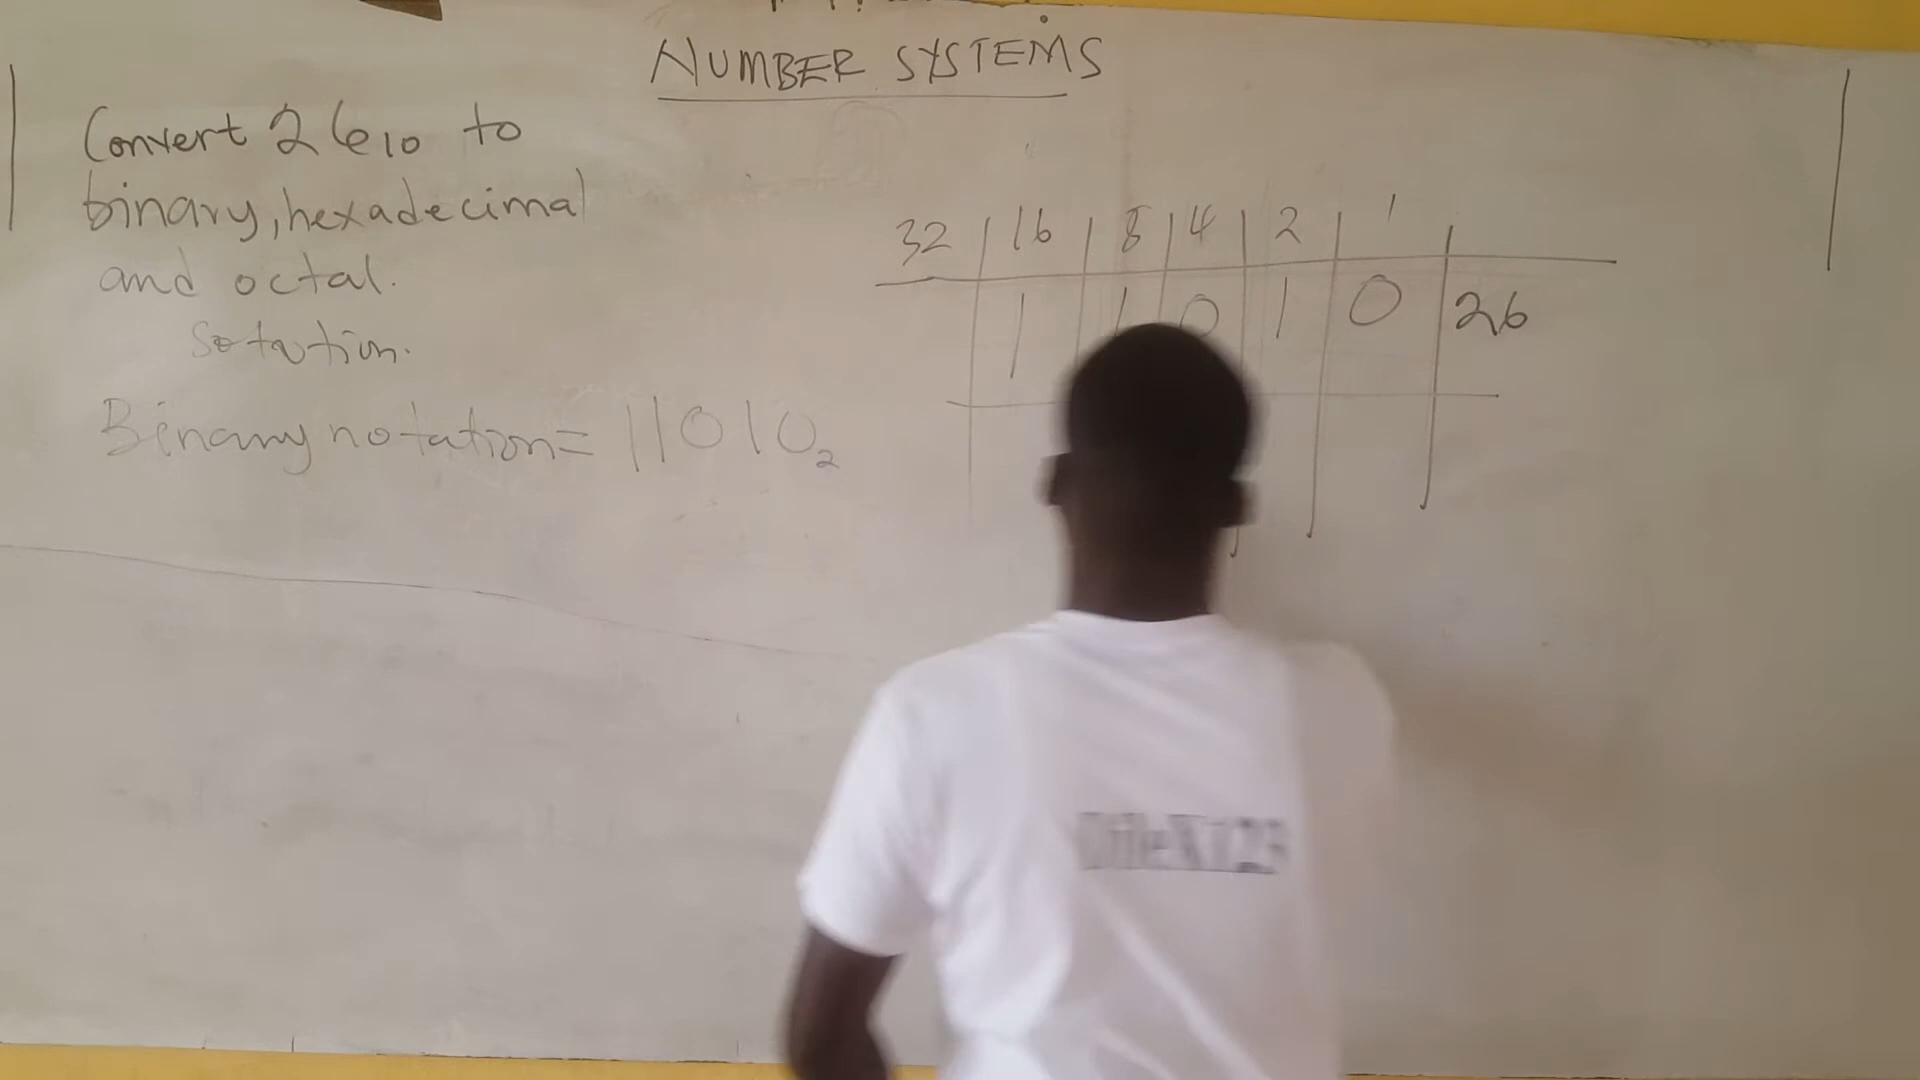 NUMBER SYSTEMS
Convert 26₁₀ to
binary, hexadecimal
and octal.
Sotution.
Binary notation = 11010₂
32 | 16 | 8 | 4 | 2 | 1
1 | 1 | 0 | 1 | 0 | 26